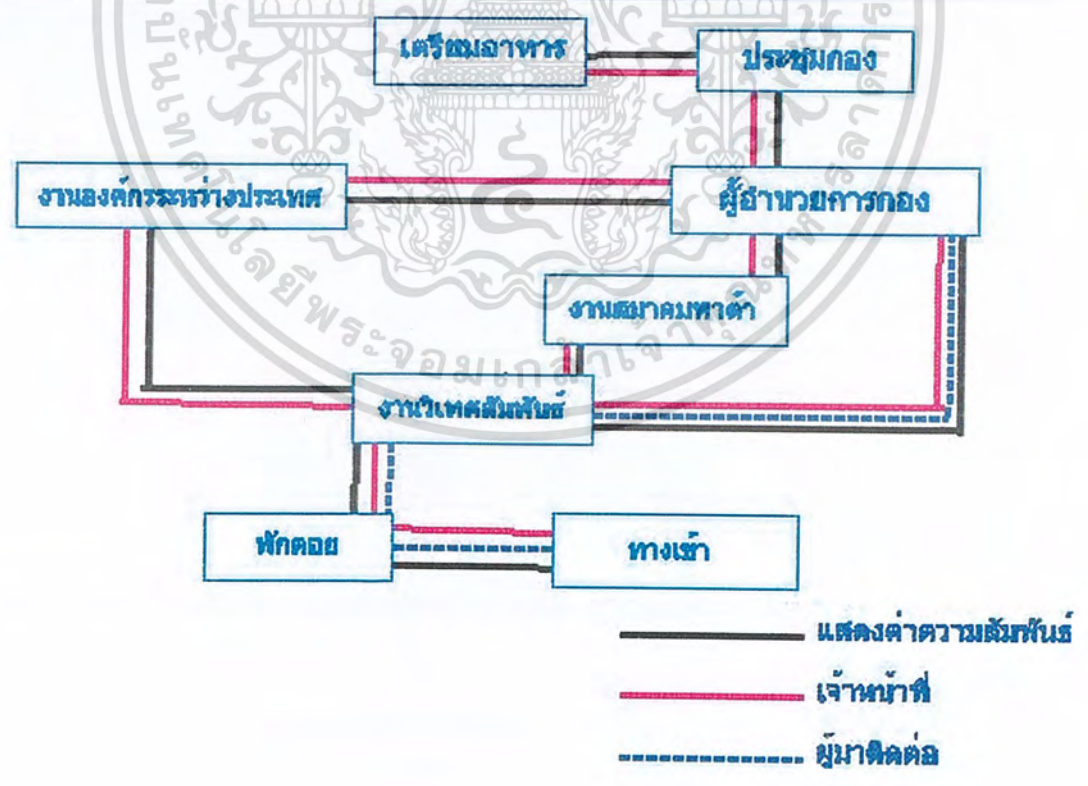 เตรียมอาหาร
ประชุมกอง
งานองค์กรระหว่างประเทศ
ผู้อำนวยการกอง
งานสมาคมพาต้า
งานวิเทศสัมพันธ์
พักคอย
ทางเข้า
แสดงค่าความสัมพันธ์
เจ้าหน้าที่
ผู้มาติดต่อ